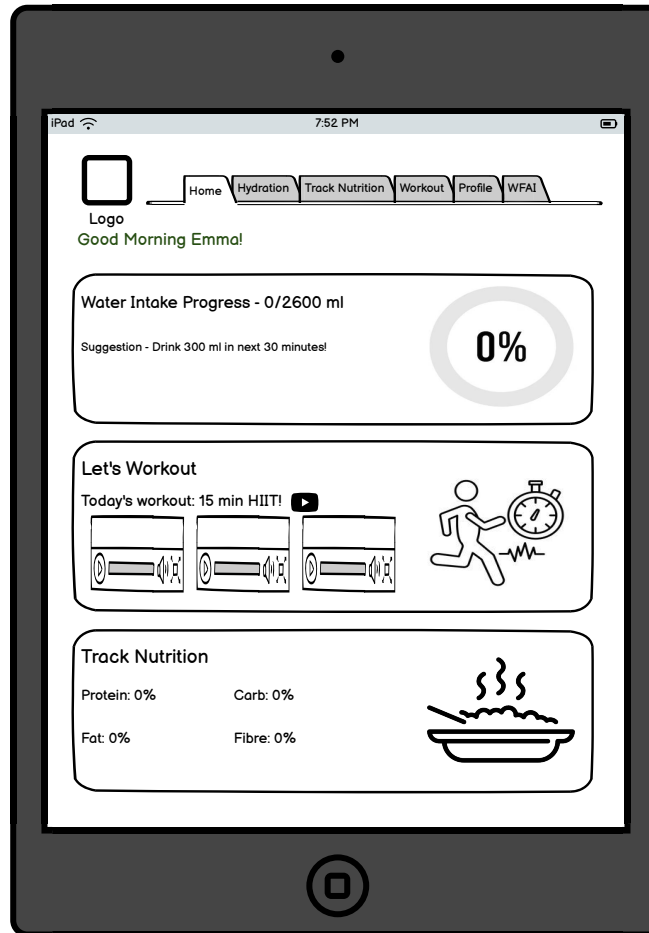 iPad 7:52 PM
Home Hydration Track Nutrition Workout Profile WFAI
Logo
Good Morning Emma!
Water Intake Progress - 0/2600 ml
Suggestion - Drink 300 ml in next 30 minutes!
0%
Let's Workout
Today's workout: 15 min HIIT!
Track Nutrition
Protein: 0% Carb: 0%
Fat: 0% Fibre: 0%